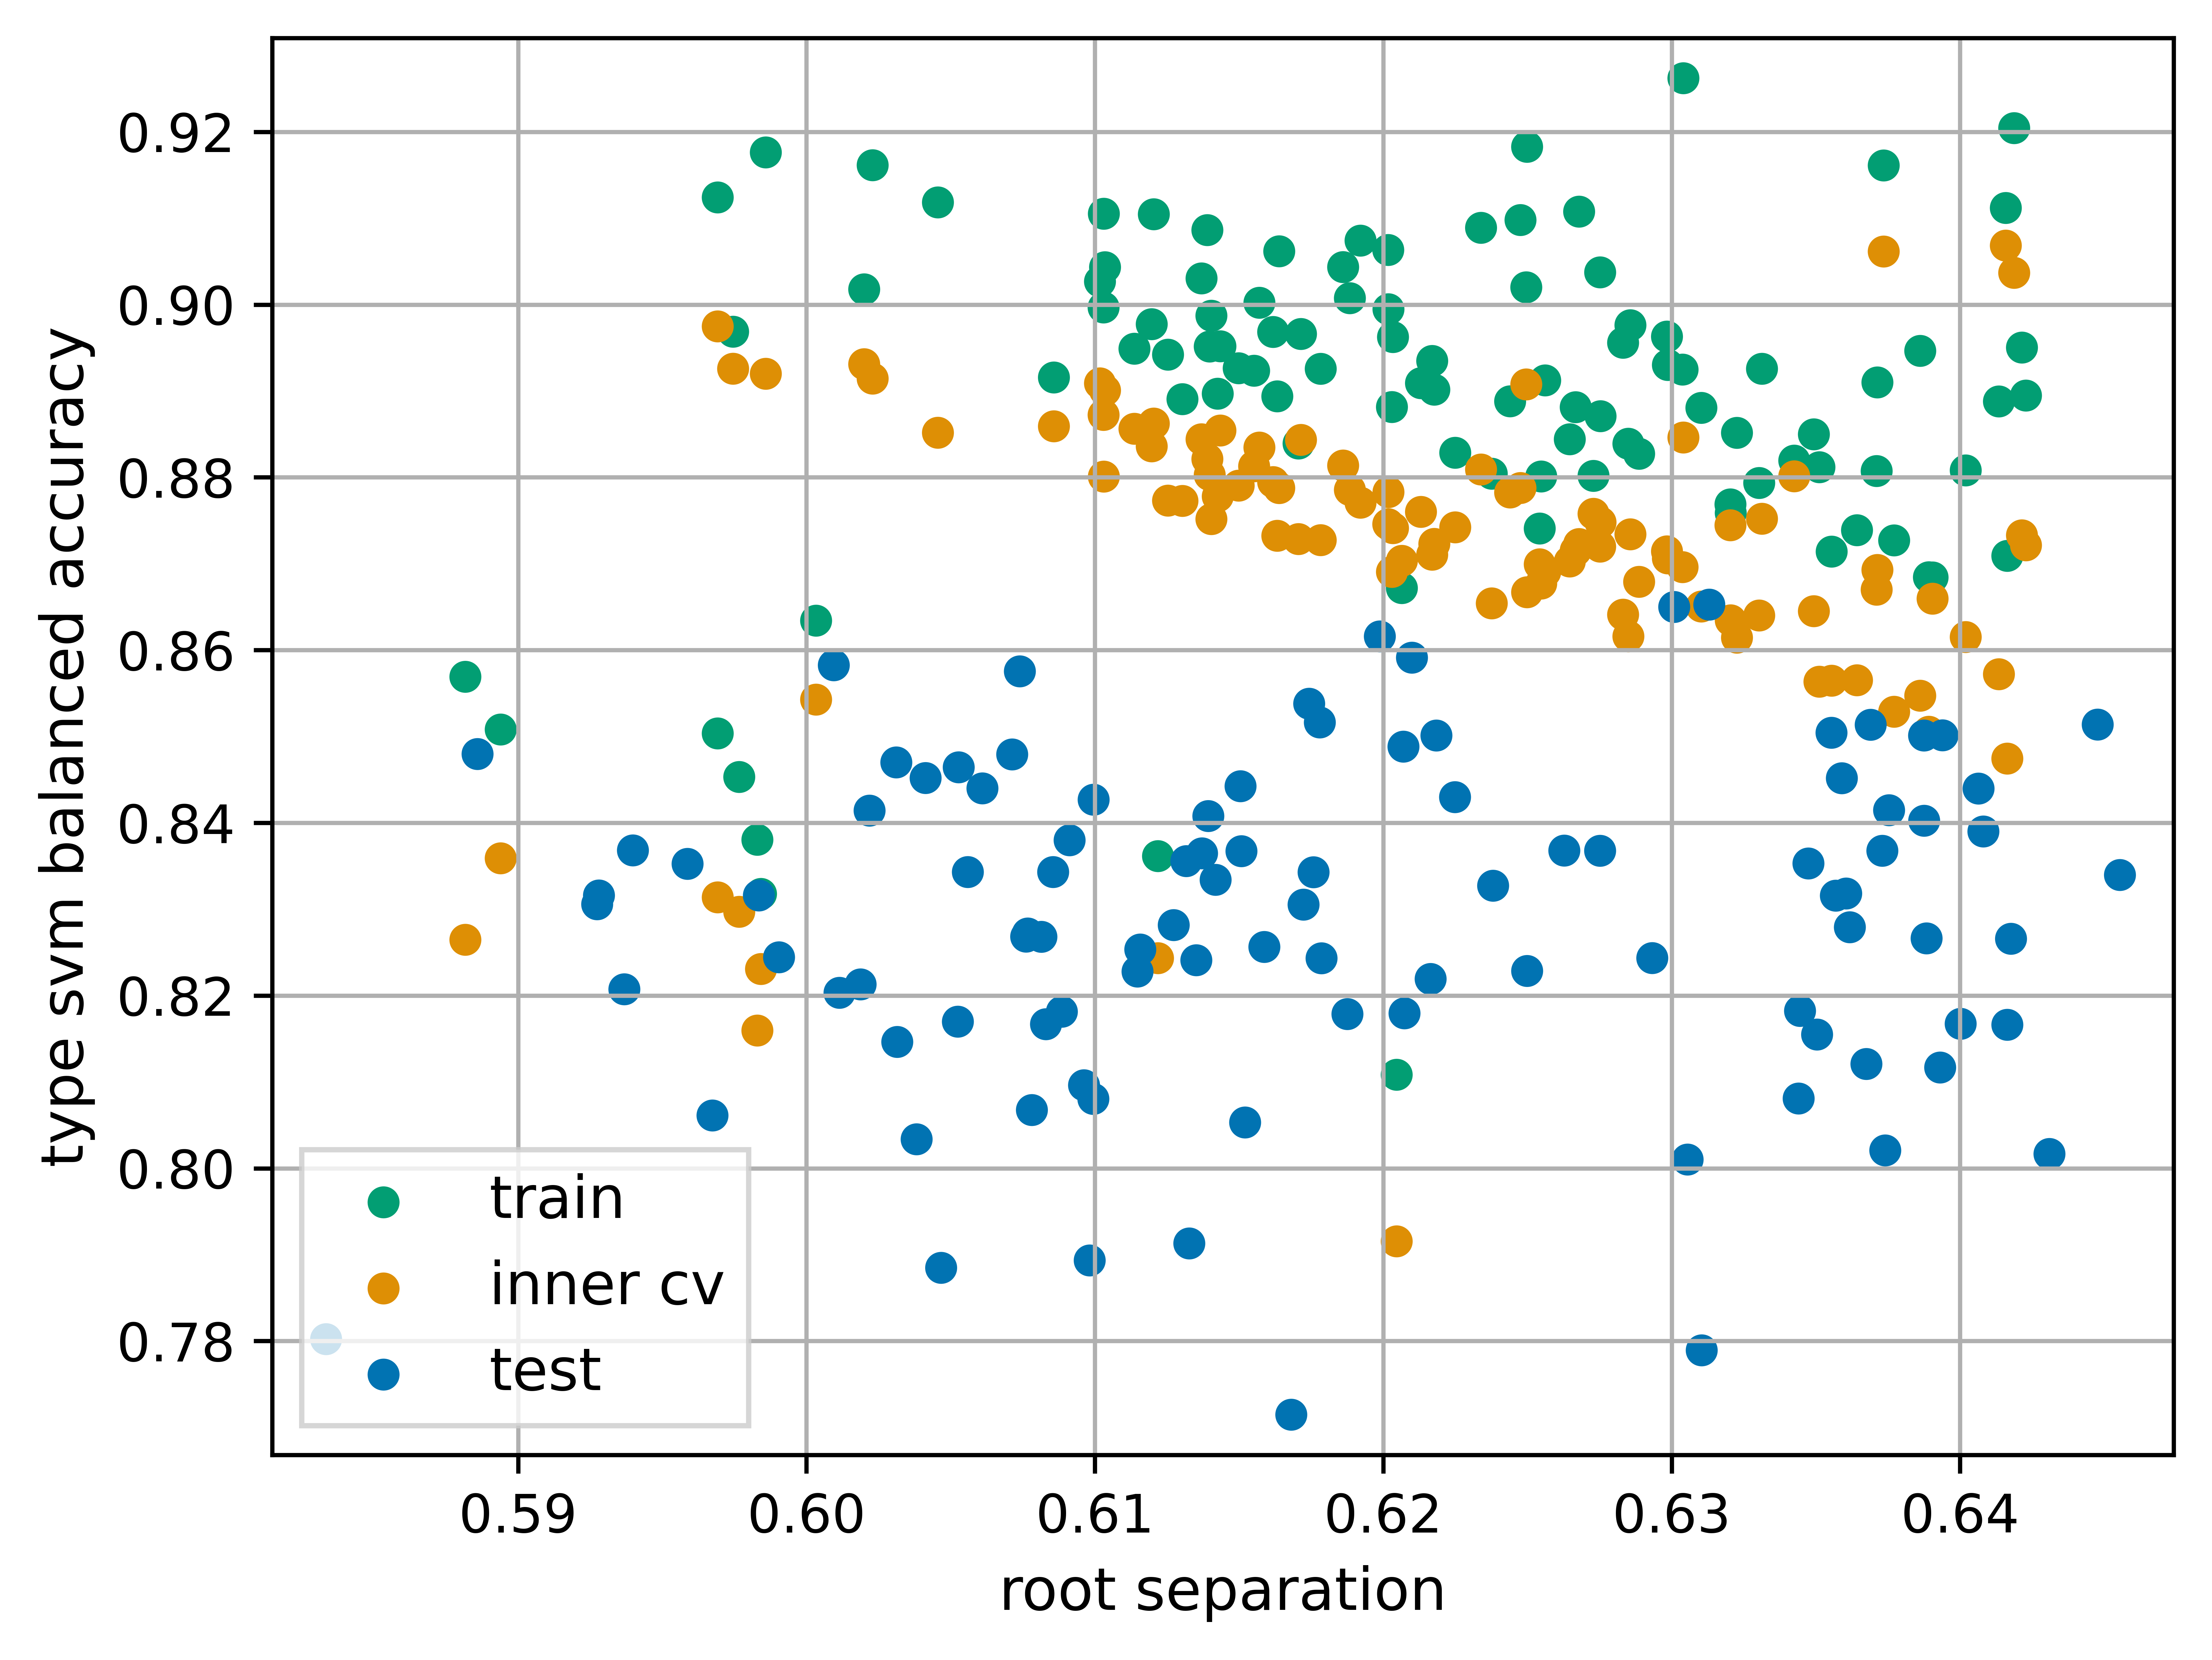 type svm balanced accuracy
0.92
0.90
0.88
0.86
0.84
0.82
0.80
0.78
train
inner cv
test
0.59 0.60 0.61 0.62 0.63 0.64
root separation